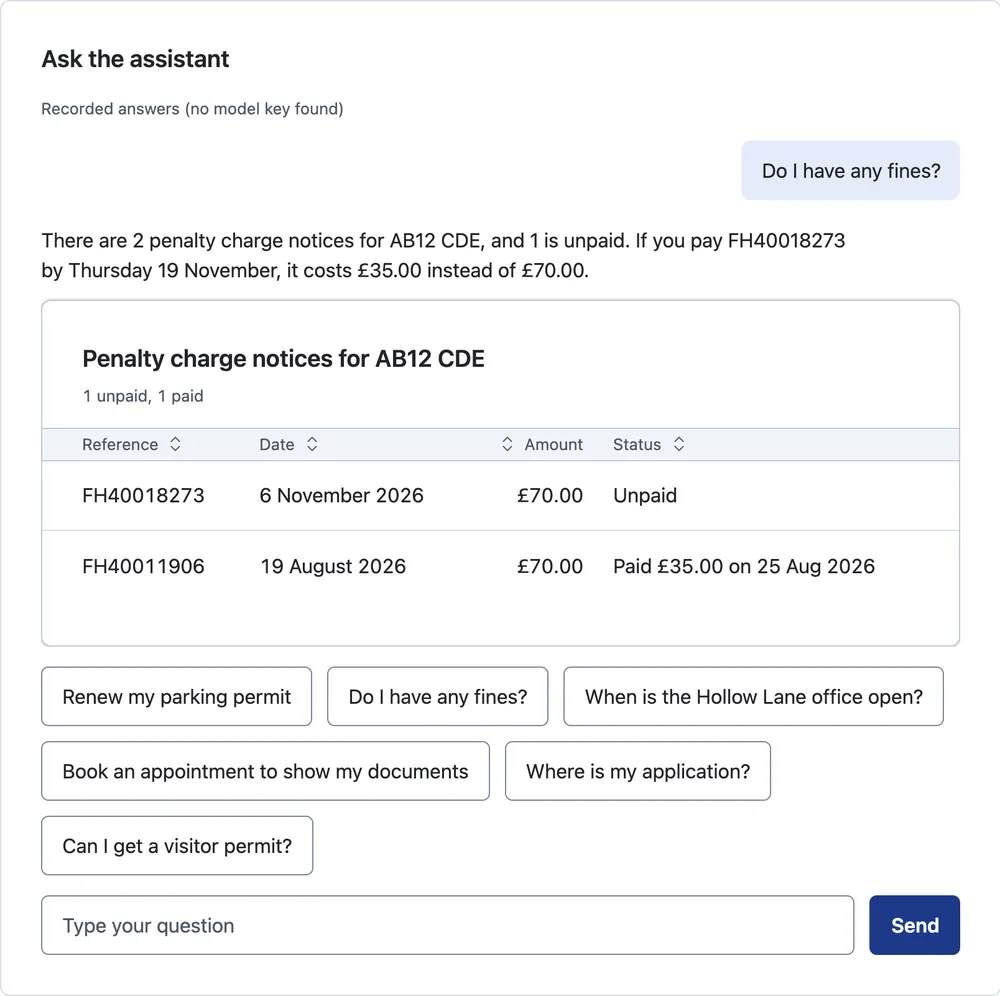 Ask the assistant
Recorded answers (no model key found)
Do I have any fines?
There are 2 penalty charge notices for AB12 CDE, and 1 is unpaid. If you pay FH40018273
by Thursday 19 November, it costs £35.00 instead of £70.00.
Penalty charge notices for AB12 CDE
1 unpaid, 1 paid
Reference Date Amount Status
FH40018273 6 November 2026 £70.00 Unpaid
FH40011906 19 August 2026 £70.00 Paid £35.00 on 25 Aug 2026
Renew my parking permit Do I have any fines? When is the Hollow Lane office open?
Book an appointment to show my documents Where is my application?
Can I get a visitor permit?
Type your question Send